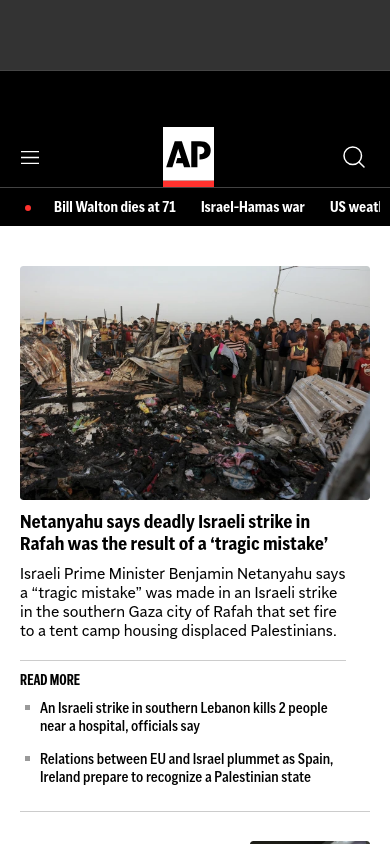 AP
Bill Walton dies at 71 Israel-Hamas war US weath
Netanyahu says deadly Israeli strike in
Rafah was the result of a ‘tragic mistake’
Israeli Prime Minister Benjamin Netanyahu says
a “tragic mistake” was made in an Israeli strike
in the southern Gaza city of Rafah that set fire
to a tent camp housing displaced Palestinians.
READ MORE
An Israeli strike in southern Lebanon kills 2 people
near a hospital, officials say
Relations between EU and Israel plummet as Spain,
Ireland prepare to recognize a Palestinian state